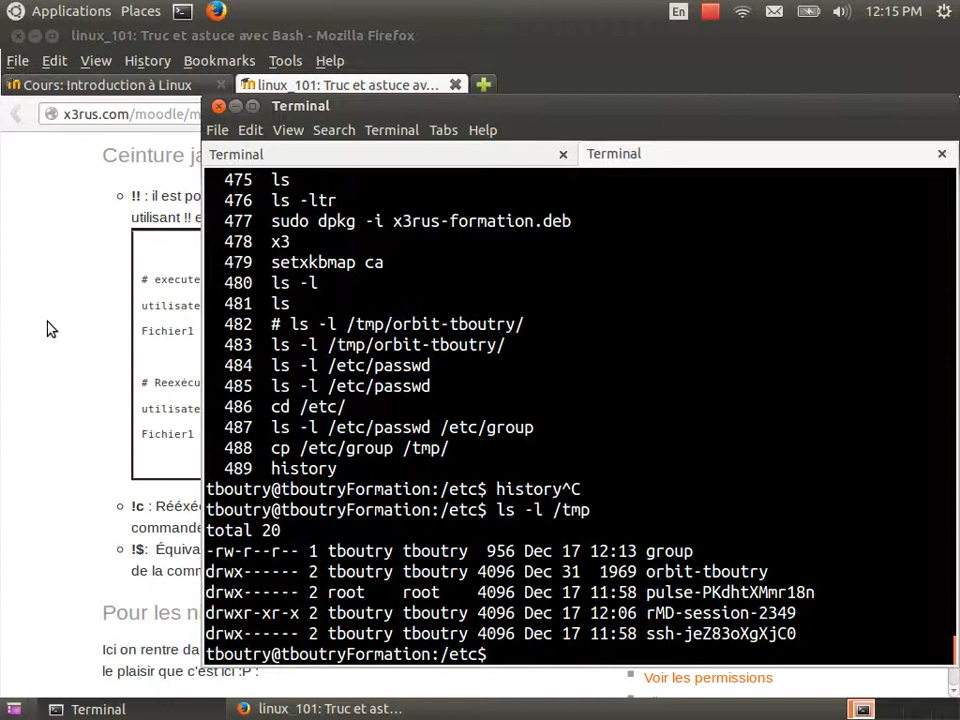 Applications Places En 12:15 PM
linux_101: Truc et astuce avec Bash - Mozilla Firefox
File Edit View History Bookmarks Tools Help
Cours: Introduction à Linux linux_101: Truc et astuce av...
x3rus.com/moodle/m
Terminal
File Edit View Search Terminal Tabs Help
Terminal Terminal
Ceinture ja
!! : il est po
utilisant !! e
# execute
utilisate
Fichier1
# Reexécu
utilisate
Fichier1
!c : Rééxé
commande
!$: Équiva
de la comm
Pour les n
Ici on rentre da
le plaisir que c'est ici :P :
475 ls
476 ls -ltr
477 sudo dpkg -i x3rus-formation.deb
478 x3
479 setxkbmap ca
480 ls -l
481 ls
482 # ls -l /tmp/orbit-tboutry/
483 ls -l /tmp/orbit-tboutry/
484 ls -l /etc/passwd
485 ls -l /etc/passwd
486 cd /etc/
487 ls -l /etc/passwd /etc/group
488 cp /etc/group /tmp/
489 history
tboutry@tboutryFormation:/etc$ history^C
tboutry@tboutryFormation:/etc$ ls -l /tmp
total 20
-rw-r--r-- 1 tboutry tboutry 956 Dec 17 12:13 group
drwx------ 2 tboutry tboutry 4096 Dec 31 1969 orbit-tboutry
drwx------ 2 root root 4096 Dec 17 11:58 pulse-PKdhtXMmr18n
drwxr-xr-x 2 tboutry tboutry 4096 Dec 17 12:06 rMD-session-2349
drwx------ 2 tboutry tboutry 4096 Dec 17 11:58 ssh-jeZ83oXgXjC0
tboutry@tboutryFormation:/etc$
Voir les permissions
Terminal linux_101: Truc et ast...